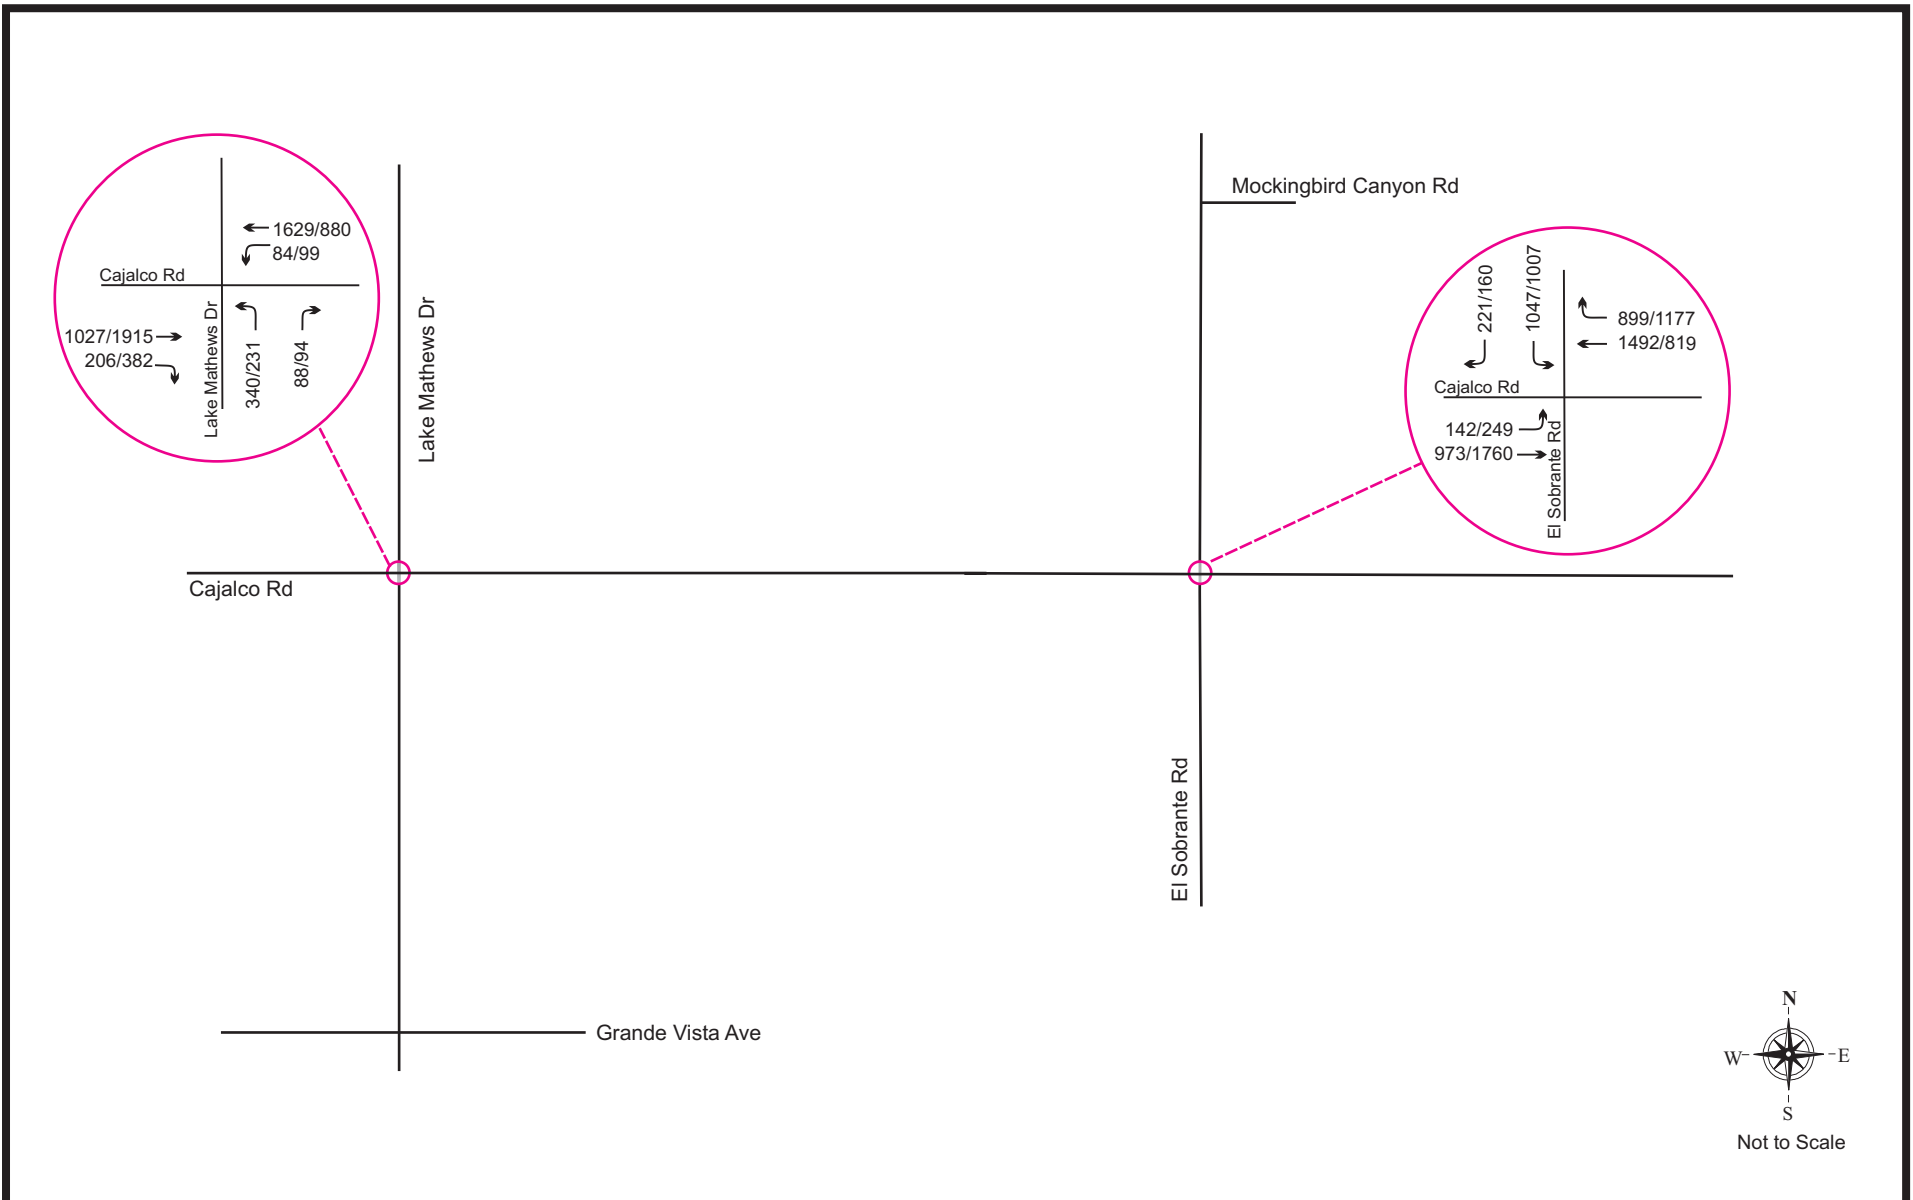 1629/880
84/99
Cajalco Rd
1027/1915
206/382
Lake Mathews Dr
340/231
88/94
Lake Mathews Dr
Mockingbird Canyon Rd
221/160
1047/1007
899/1177
1492/819
Cajalco Rd
142/249
973/1760
El Sobrante Rd
Cajalco Rd
El Sobrante Rd
Grande Vista Ave
N
W
E
S
Not to Scale